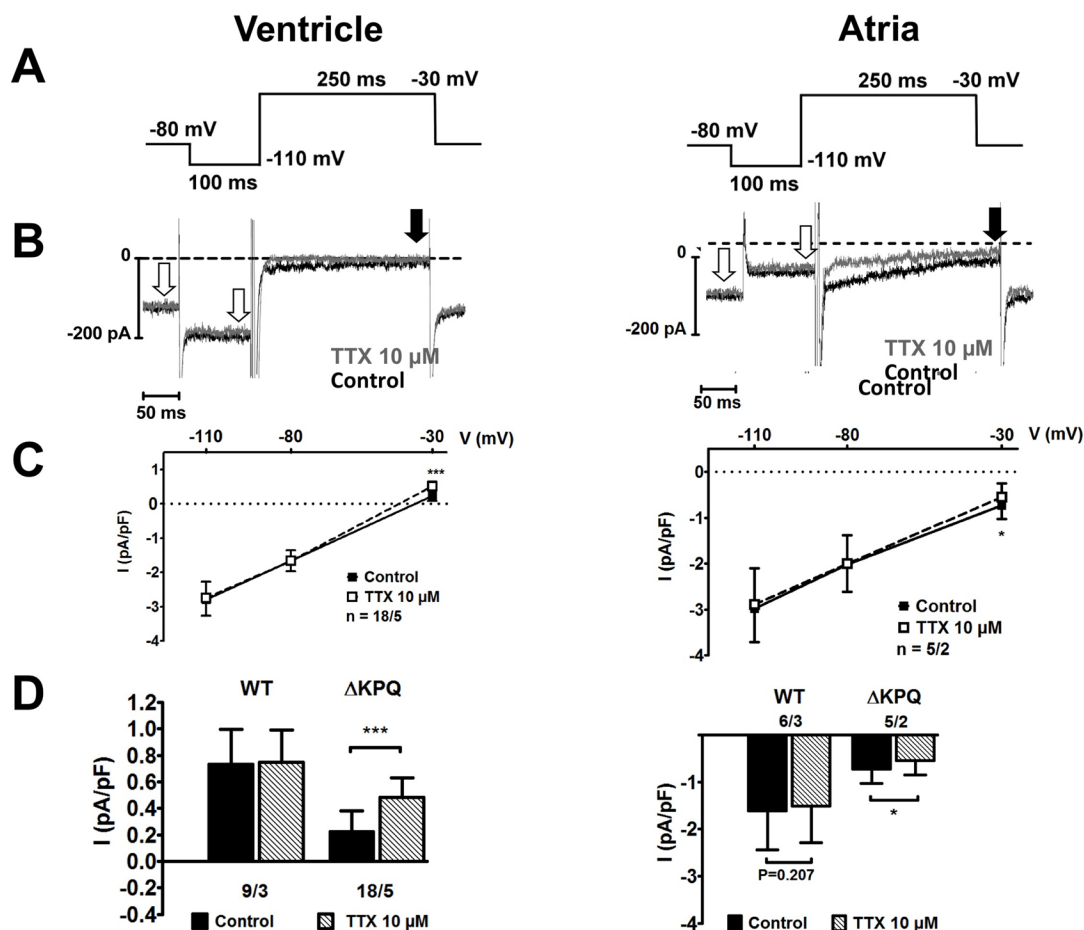 Ventricle
Atria
A
250 ms -30 mV
-80 mV
-110 mV
100 ms
250 ms -30 mV
-80 mV
-110 mV
100 ms
B
0
-200 pA
TTX 10 µM
Control
50 ms
0
-200 pA
TTX 10 µM
Control
Control
50 ms
C
-110 -80 -30 V (mV)
1
0
-1
-2
-3
-4
I (pA/pF)
***
Control
TTX 10 µM
n = 18/5
-110 -80 -30 V (mV)
0
-1
-2
-3
-4
I (pA/pF)
*
Control
TTX 10 µM
n = 5/2
D
WT ΔKPQ
1.2
1.0
0.8
0.6
0.4
0.2
0.0
-0.2
-0.4
I (pA/pF)
***
9/3 18/5
Control TTX 10 µM
WT ΔKPQ
6/3 5/2
-1
-2
-3
-4
I (pA/pF)
*
P=0.207
Control TTX 10 µM